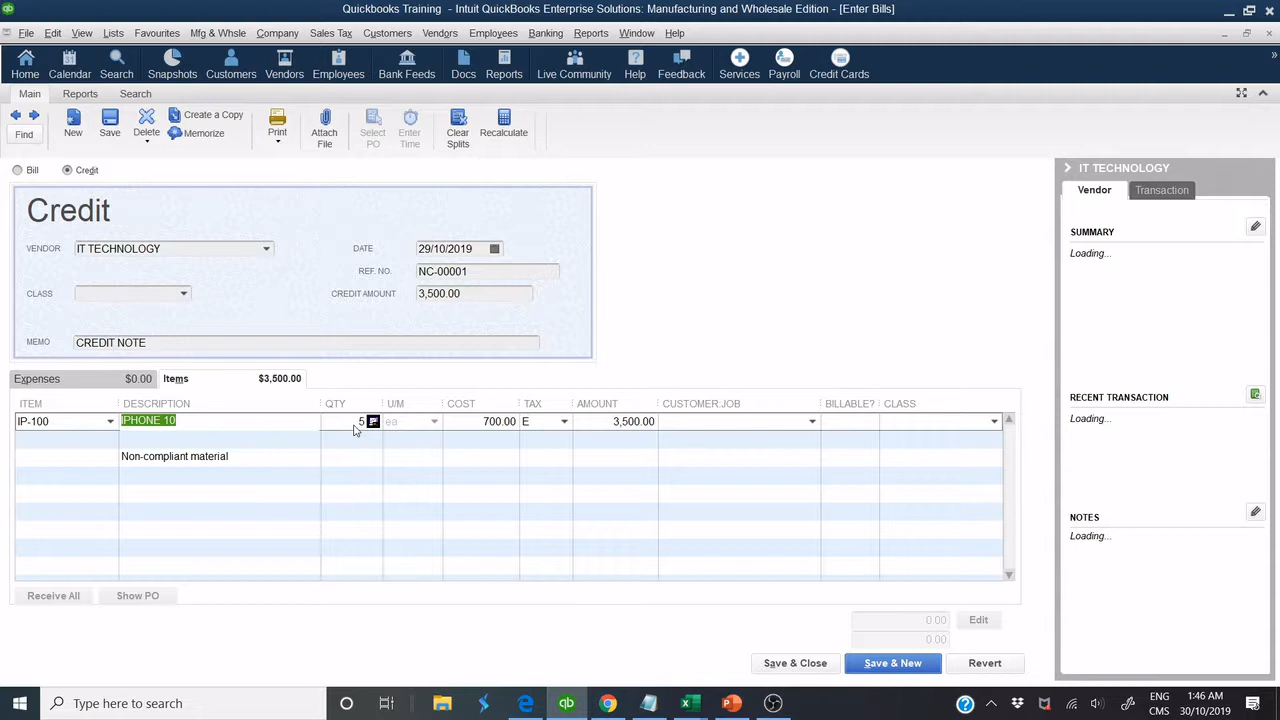 Quickbooks Training - Intuit QuickBooks Enterprise Solutions: Manufacturing and Wholesale Edition - [Enter Bills]
File Edit View Lists Favourites Mfg & Whsle Company Sales Tax Customers Vendors Employees Banking Reports Window Help
Home Calendar Search Snapshots Customers Vendors Employees Bank Feeds Docs Reports Live Community Help Feedback Services Payroll Credit Cards
Main Reports Search
Find New Save Delete Create a Copy
Memorize
Print Attach File Select PO Enter Time Clear Splits Recalculate
Bill Credit
Credit
VENDOR IT TECHNOLOGY DATE 29/10/2019
REF. NO. NC-00001
CLASS CREDIT AMOUNT 3,500.00
MEMO CREDIT NOTE
Expenses $0.00 Items $3,500.00
ITEM DESCRIPTION QTY U/M COST TAX AMOUNT CUSTOMER:JOB BILLABLE? CLASS
IP-100 IPHONE 10 5 ea 700.00 E 3,500.00
Non-compliant material
Receive All Show PO
0.00 Edit
0.00
Save & Close Save & New Revert
IT TECHNOLOGY
Vendor Transaction
SUMMARY
Loading...
RECENT TRANSACTION
Loading...
NOTES
Loading...
Type here to search
ENG
CMS
1:46 AM
30/10/2019